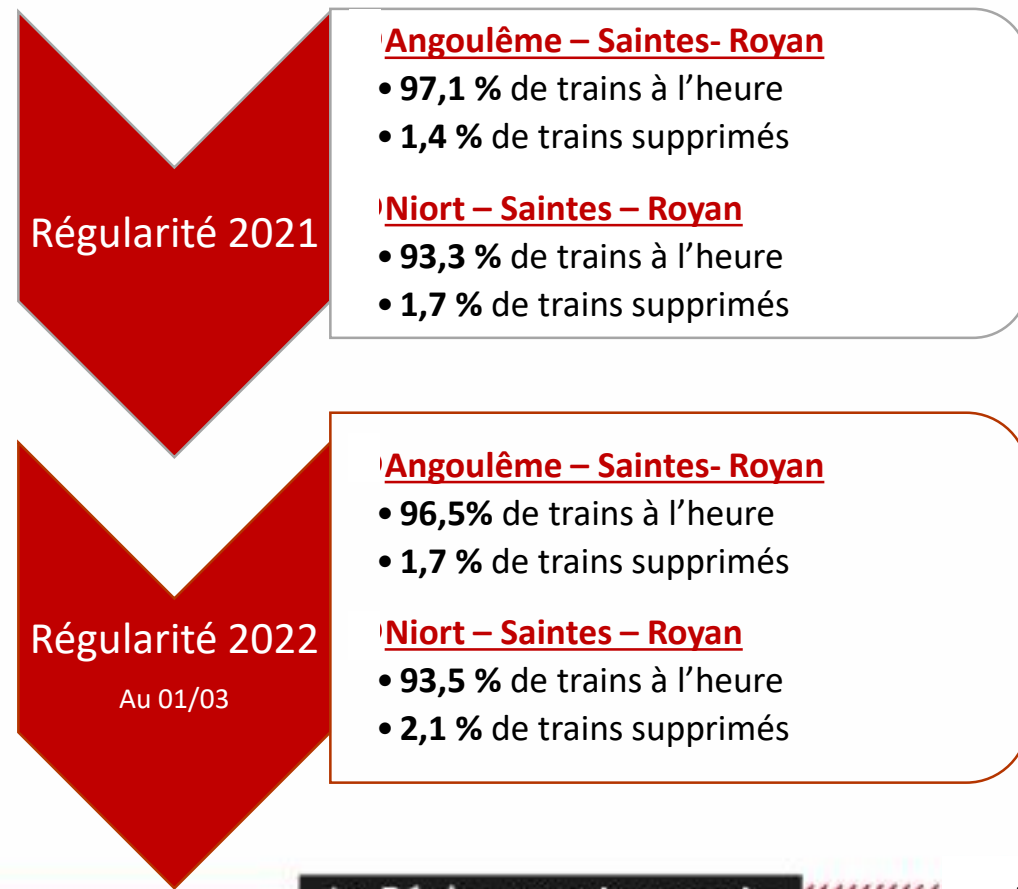 Angoulême – Saintes- Royan
• 97,1 % de trains à l’heure
• 1,4 % de trains supprimés
Niort – Saintes – Royan
• 93,3 % de trains à l’heure
• 1,7 % de trains supprimés
Régularité 2021
Angoulême – Saintes- Royan
• 96,5% de trains à l’heure
• 1,7 % de trains supprimés
Niort – Saintes – Royan
• 93,5 % de trains à l’heure
• 2,1 % de trains supprimés
Régularité 2022
Au 01/03